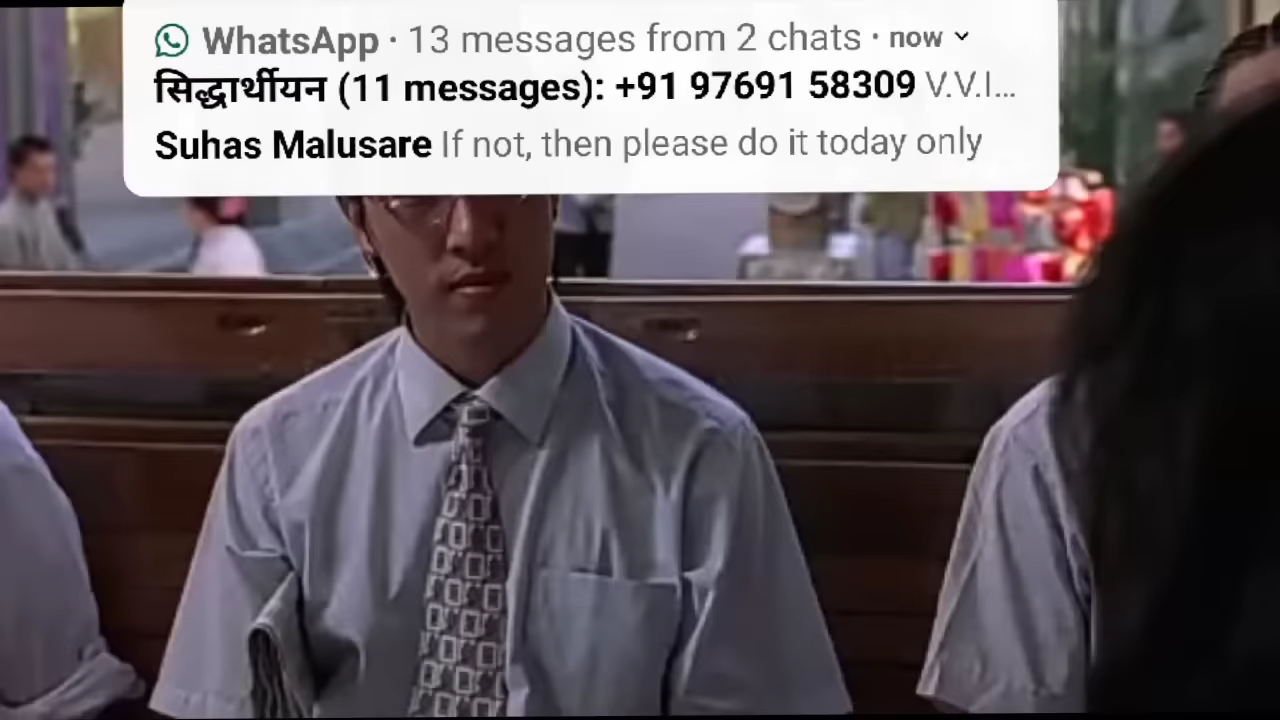 WhatsApp · 13 messages from 2 chats · now
सिद्धार्थीयन (11 messages): +91 97691 58309 V.V.I...
Suhas Malusare If not, then please do it today only